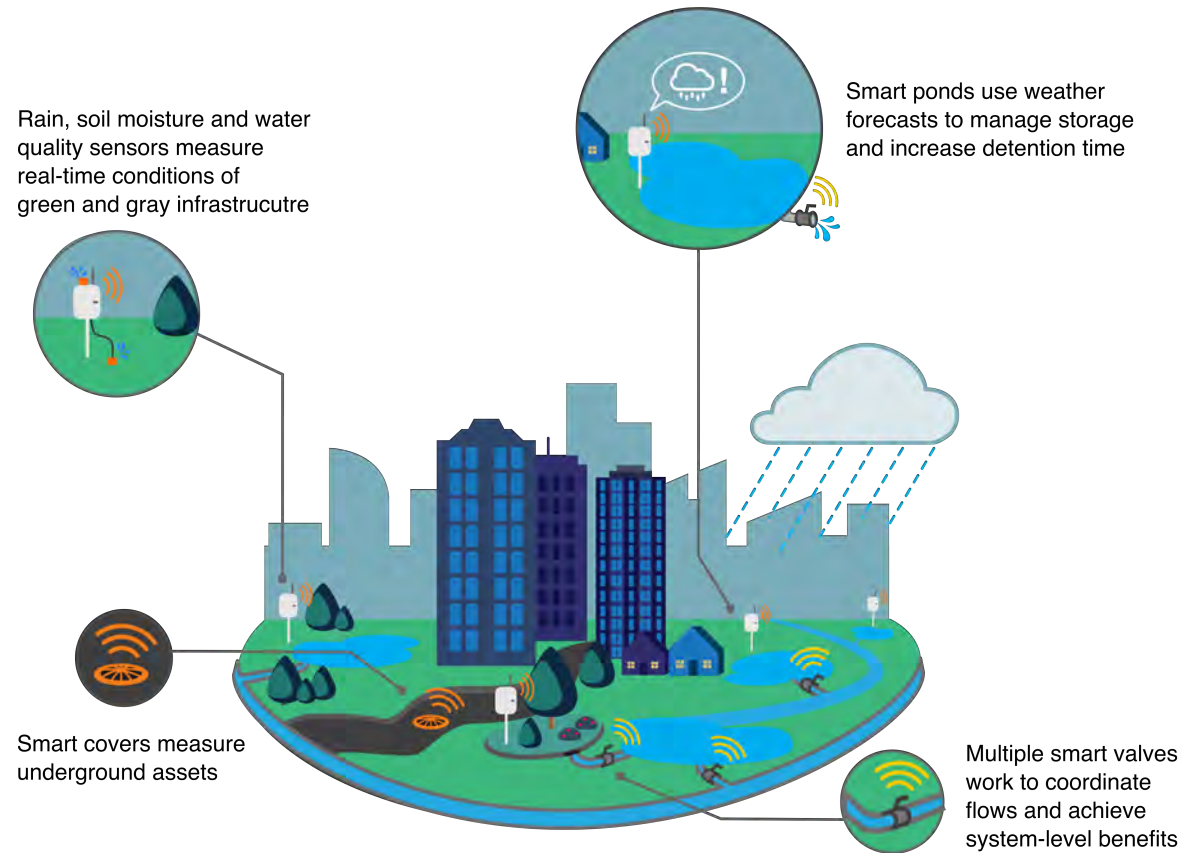 Rain, soil moisture and water
quality sensors measure
real-time conditions of
green and gray infrastrucutre
Smart ponds use weather
forecasts to manage storage
and increase detention time
!
Smart covers measure
underground assets
Multiple smart valves
work to coordinate
flows and achieve
system-level benefits